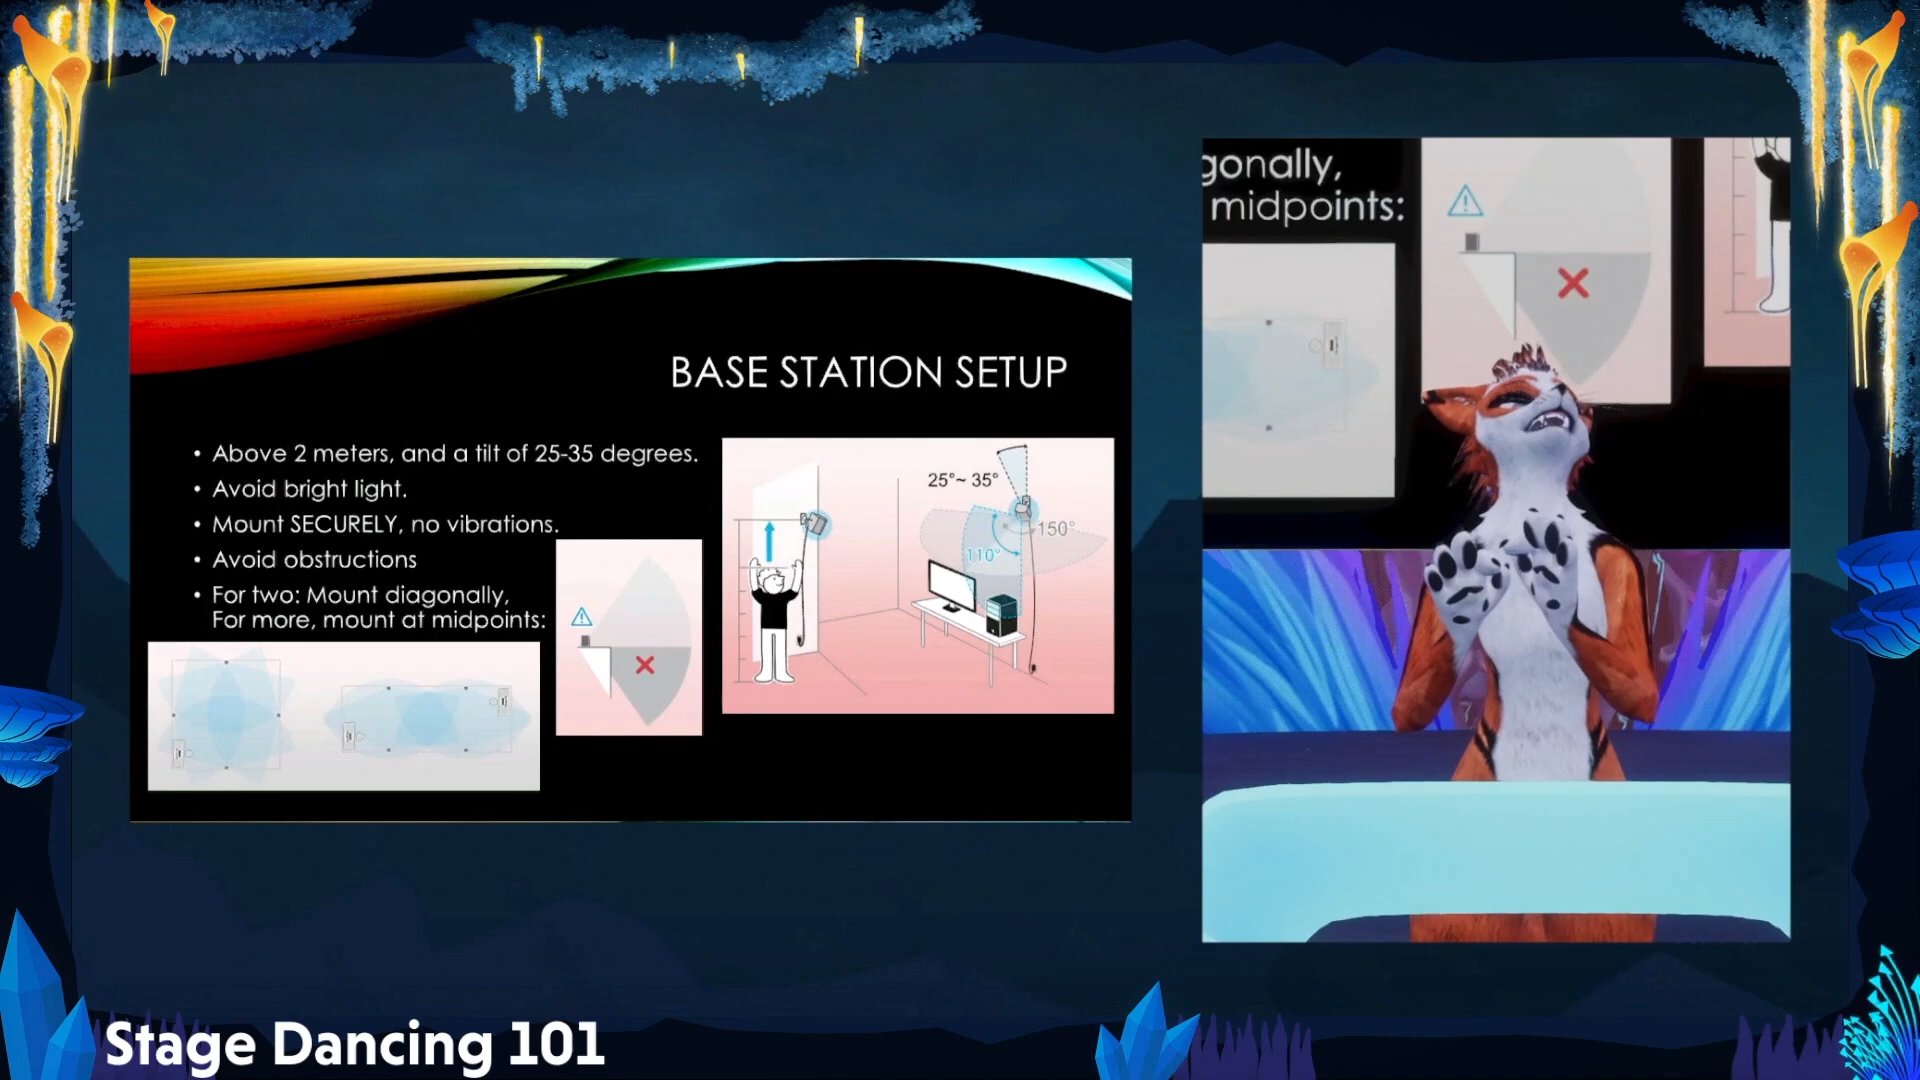 BASE STATION SETUP
• Above 2 meters, and a tilt of 25-35 degrees.
• Avoid bright light.
• Mount SECURELY, no vibrations.
• Avoid obstructions
• For two: Mount diagonally,
For more, mount at midpoints:
25°~ 35°
150°
110°
gonally,
midpoints:
Stage Dancing 101